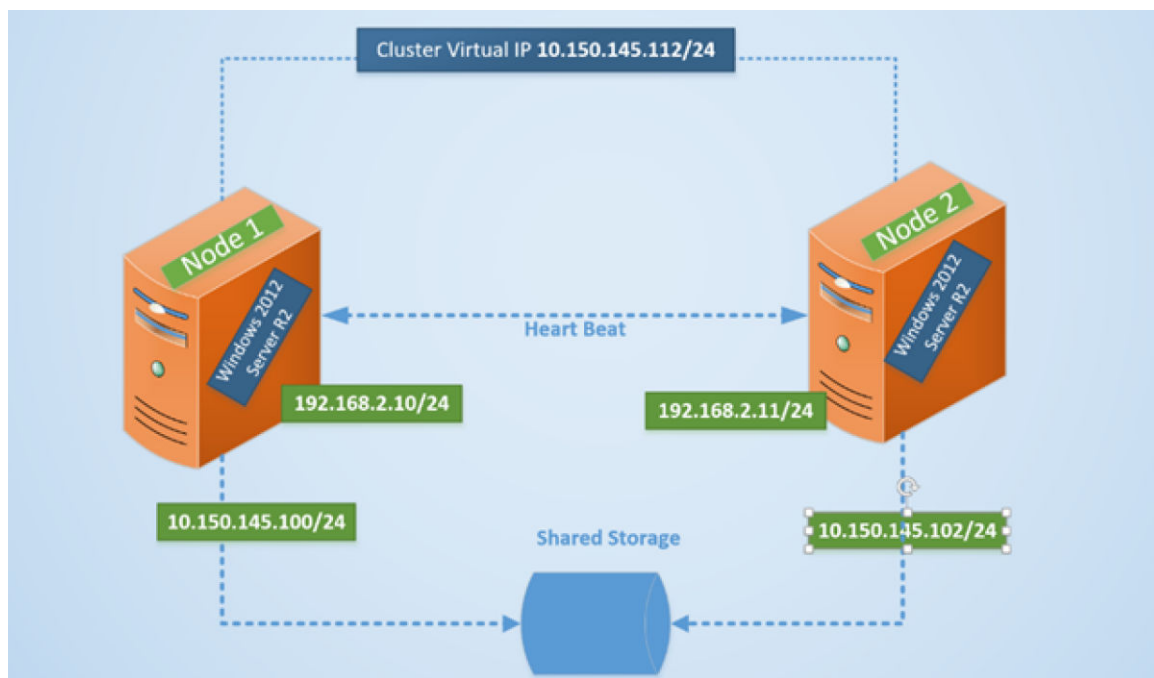 Cluster Virtual IP 10.150.145.112/24
Node 1
Windows 2012
Server R2
Node 2
Windows 2012
Server R2
Heart Beat
192.168.2.10/24
192.168.2.11/24
10.150.145.100/24
10.150.145.102/24
Shared Storage